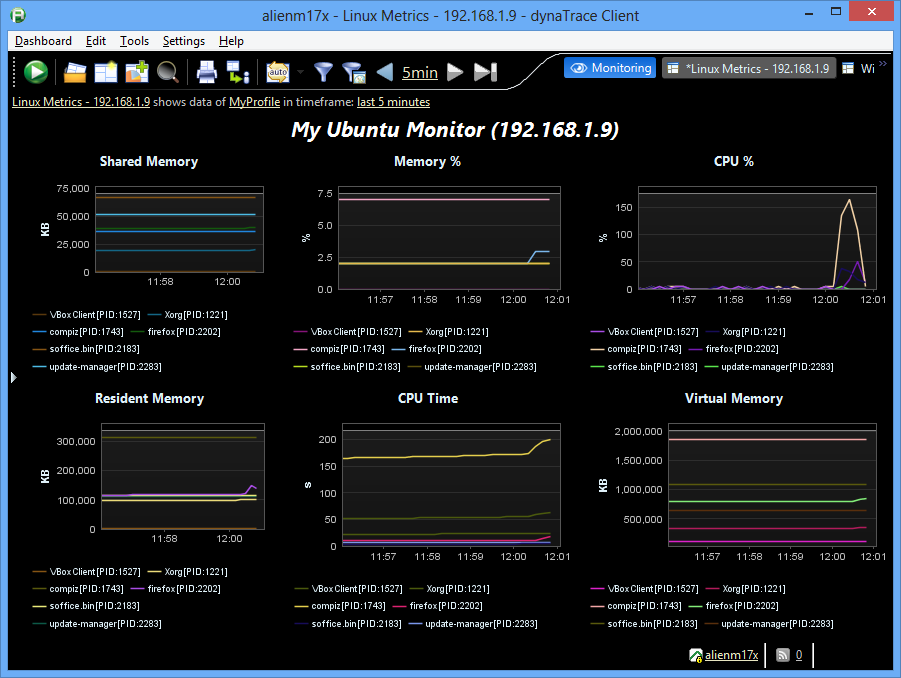 alienm17x - Linux Metrics - 192.168.1.9 - dynaTrace Client
Dashboard Edit Tools Settings Help
auto 5min Monitoring *Linux Metrics - 192.168.1.9 Wi »
Linux Metrics - 192.168.1.9 shows data of MyProfile in timeframe: last 5 minutes
My Ubuntu Monitor (192.168.1.9)
Shared Memory
75,000
50,000
25,000
0
KB
11:58 12:00
VBoxClient[PID:1527] Xorg[PID:1221]
compiz[PID:1743] firefox[PID:2202]
soffice.bin[PID:2183]
update-manager[PID:2283]
Memory %
7.5
5.0
2.5
0.0
%
11:57 11:58 11:59 12:00 12:01
VBoxClient[PID:1527] Xorg[PID:1221]
compiz[PID:1743] firefox[PID:2202]
soffice.bin[PID:2183] update-manager[PID:2283]
CPU %
150
100
50
0
%
11:57 11:58 11:59 12:00 12:01
VBoxClient[PID:1527] Xorg[PID:1221]
compiz[PID:1743] firefox[PID:2202]
soffice.bin[PID:2183] update-manager[PID:2283]
Resident Memory
300,000
200,000
100,000
0
KB
11:58 12:00
VBoxClient[PID:1527] Xorg[PID:1221]
compiz[PID:1743] firefox[PID:2202]
soffice.bin[PID:2183]
update-manager[PID:2283]
CPU Time
200
150
100
50
0
s
11:57 11:58 11:59 12:00 12:01
VBoxClient[PID:1527] Xorg[PID:1221]
compiz[PID:1743] firefox[PID:2202]
soffice.bin[PID:2183] update-manager[PID:2283]
Virtual Memory
2,000,000
1,500,000
1,000,000
500,000
KB
11:57 11:58 11:59 12:00 12:01
VBoxClient[PID:1527] Xorg[PID:1221]
compiz[PID:1743] firefox[PID:2202]
soffice.bin[PID:2183] update-manager[PID:2283]
alienm17x 0